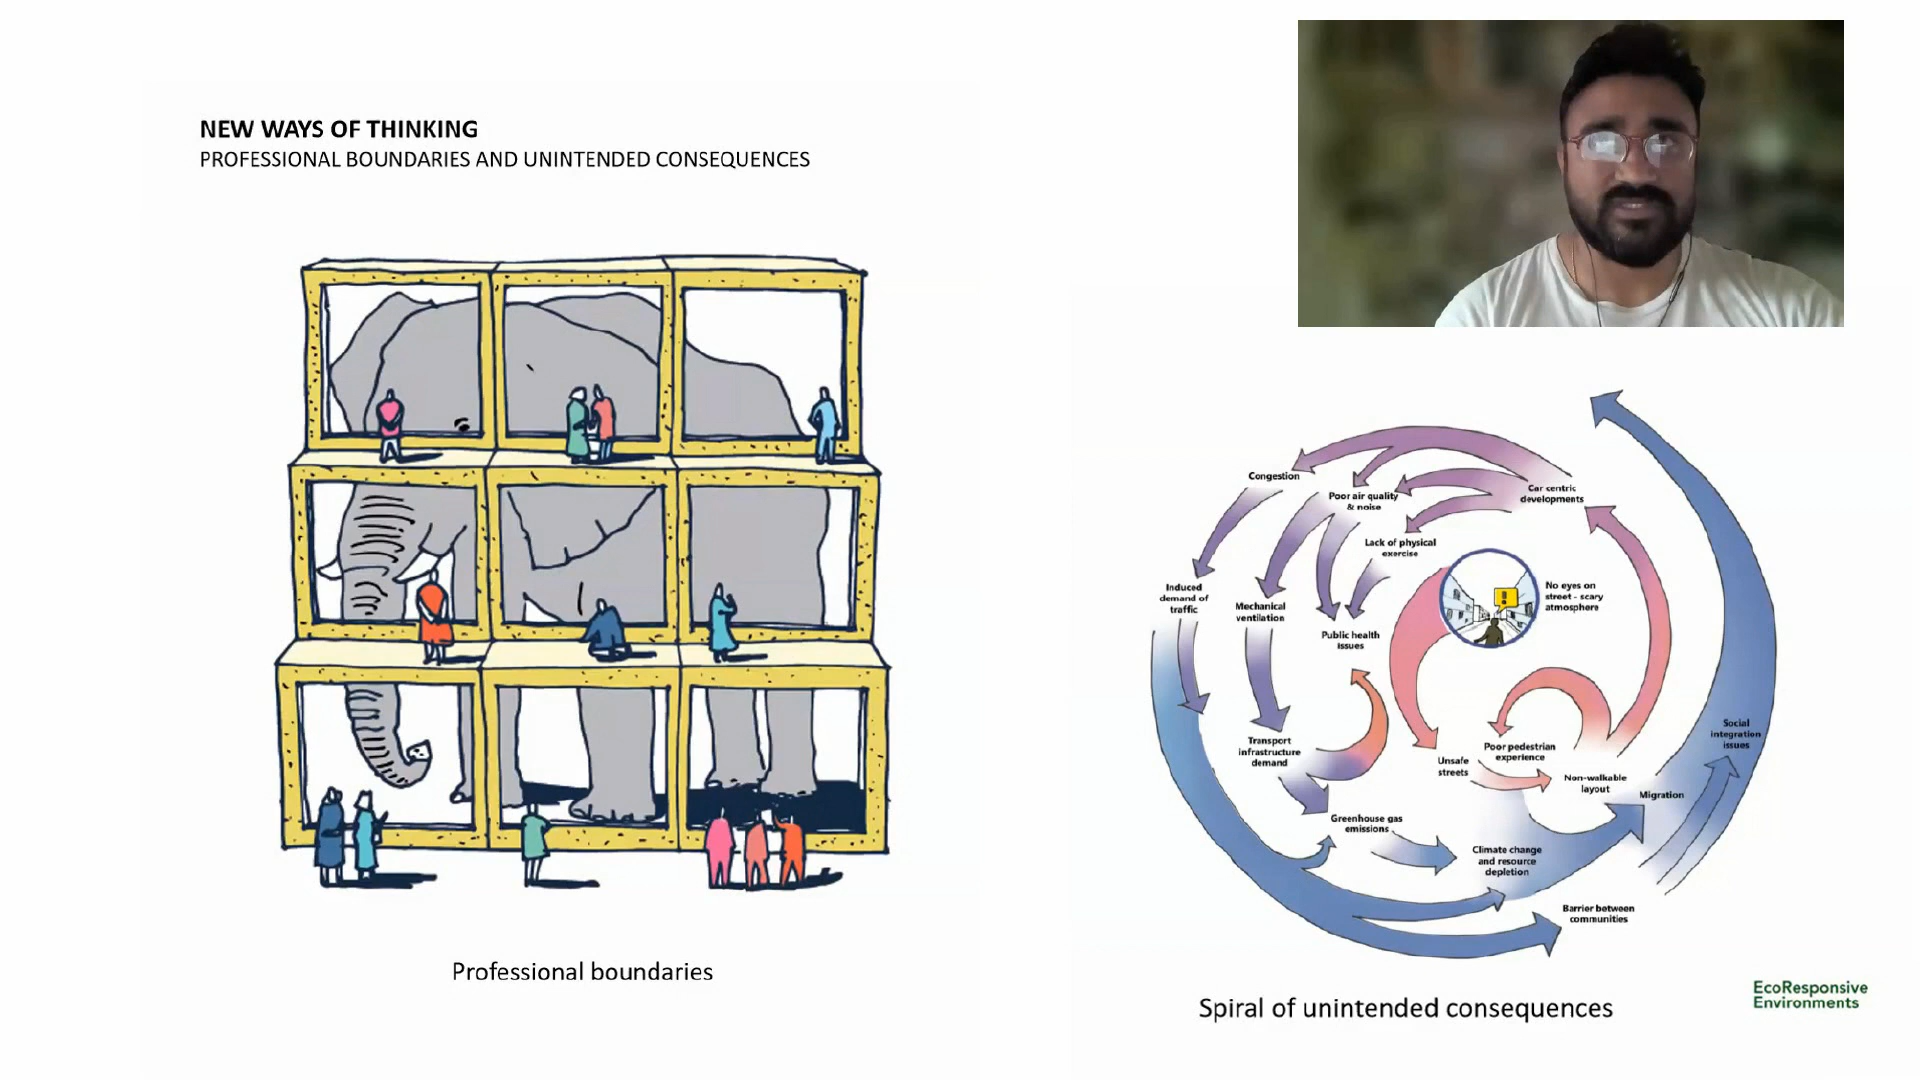 NEW WAYS OF THINKING
PROFESSIONAL BOUNDARIES AND UNINTENDED CONSEQUENCES
Professional boundaries
Congestion
Poor air quality
& noise
Car centric
developments
Lack of physical
exercise
No eyes on
street - scary
atmosphere
Induced
demand of
traffic
Mechanical
ventilation
Public health
issues
Transport
infrastructure
demand
Unsafe
streets
Poor pedestrian
experience
Non-walkable
layout
Migration
Social
integration
issues
Greenhouse gas
emissions
Climate change
and resource
depletion
Barrier between
communities
Spiral of unintended consequences
EcoResponsive
Environments